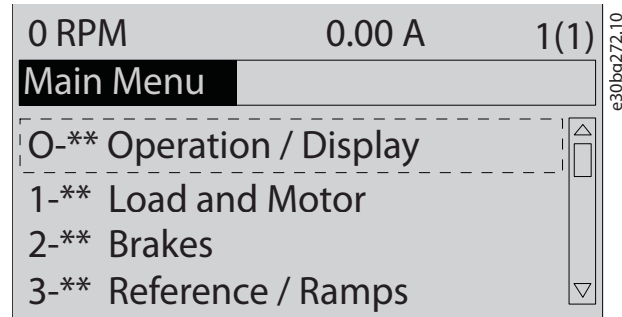 0 RPM 0.00 A 1(1)
Main Menu
O-** Operation / Display
1-** Load and Motor
2-** Brakes
3-** Reference / Ramps
e30bg272.10